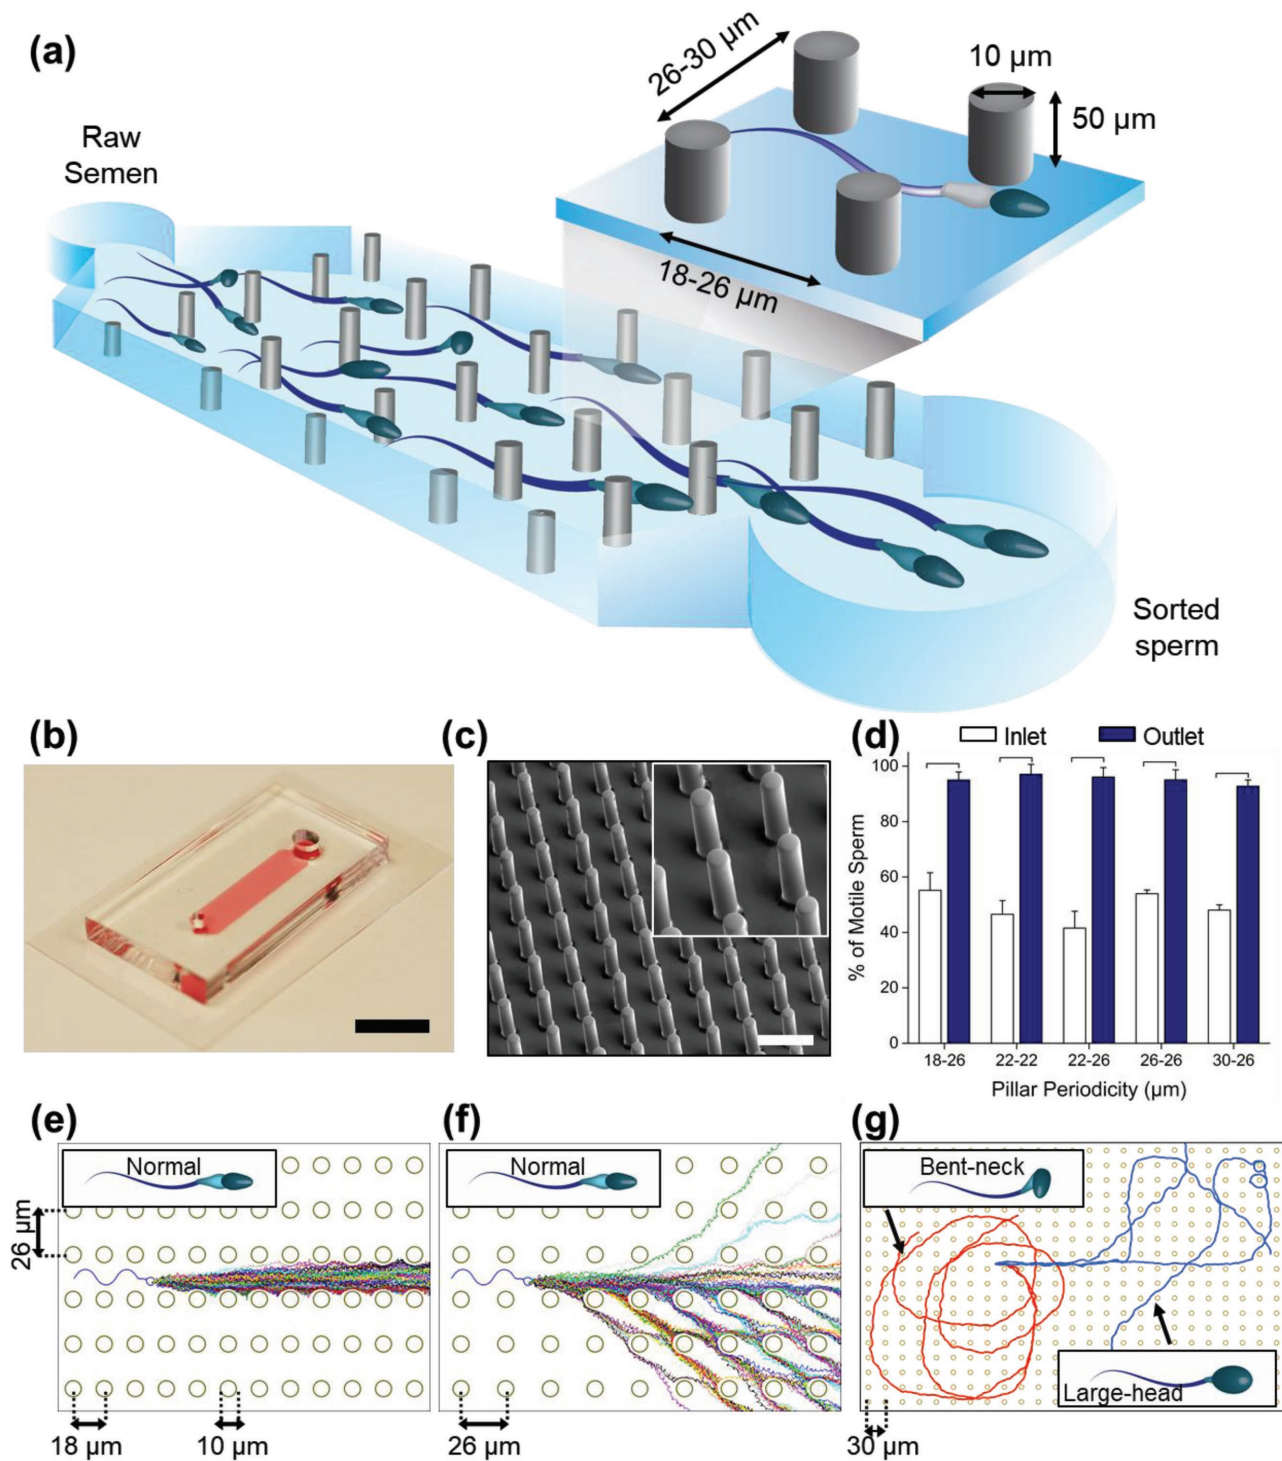 (a)
Raw
Semen
26-30 µm
10 µm
50 µm
18-26 µm
Sorted
sperm
(b)
(c)
(d)
Inlet
Outlet
% of Motile Sperm
100
80
60
40
20
0
18-26
22-22
22-26
26-26
30-26
Pillar Periodicity (µm)
(e)
Normal
26 µm
18 µm
10 µm
(f)
Normal
26 µm
(g)
Bent-neck
Large-head
30 µm